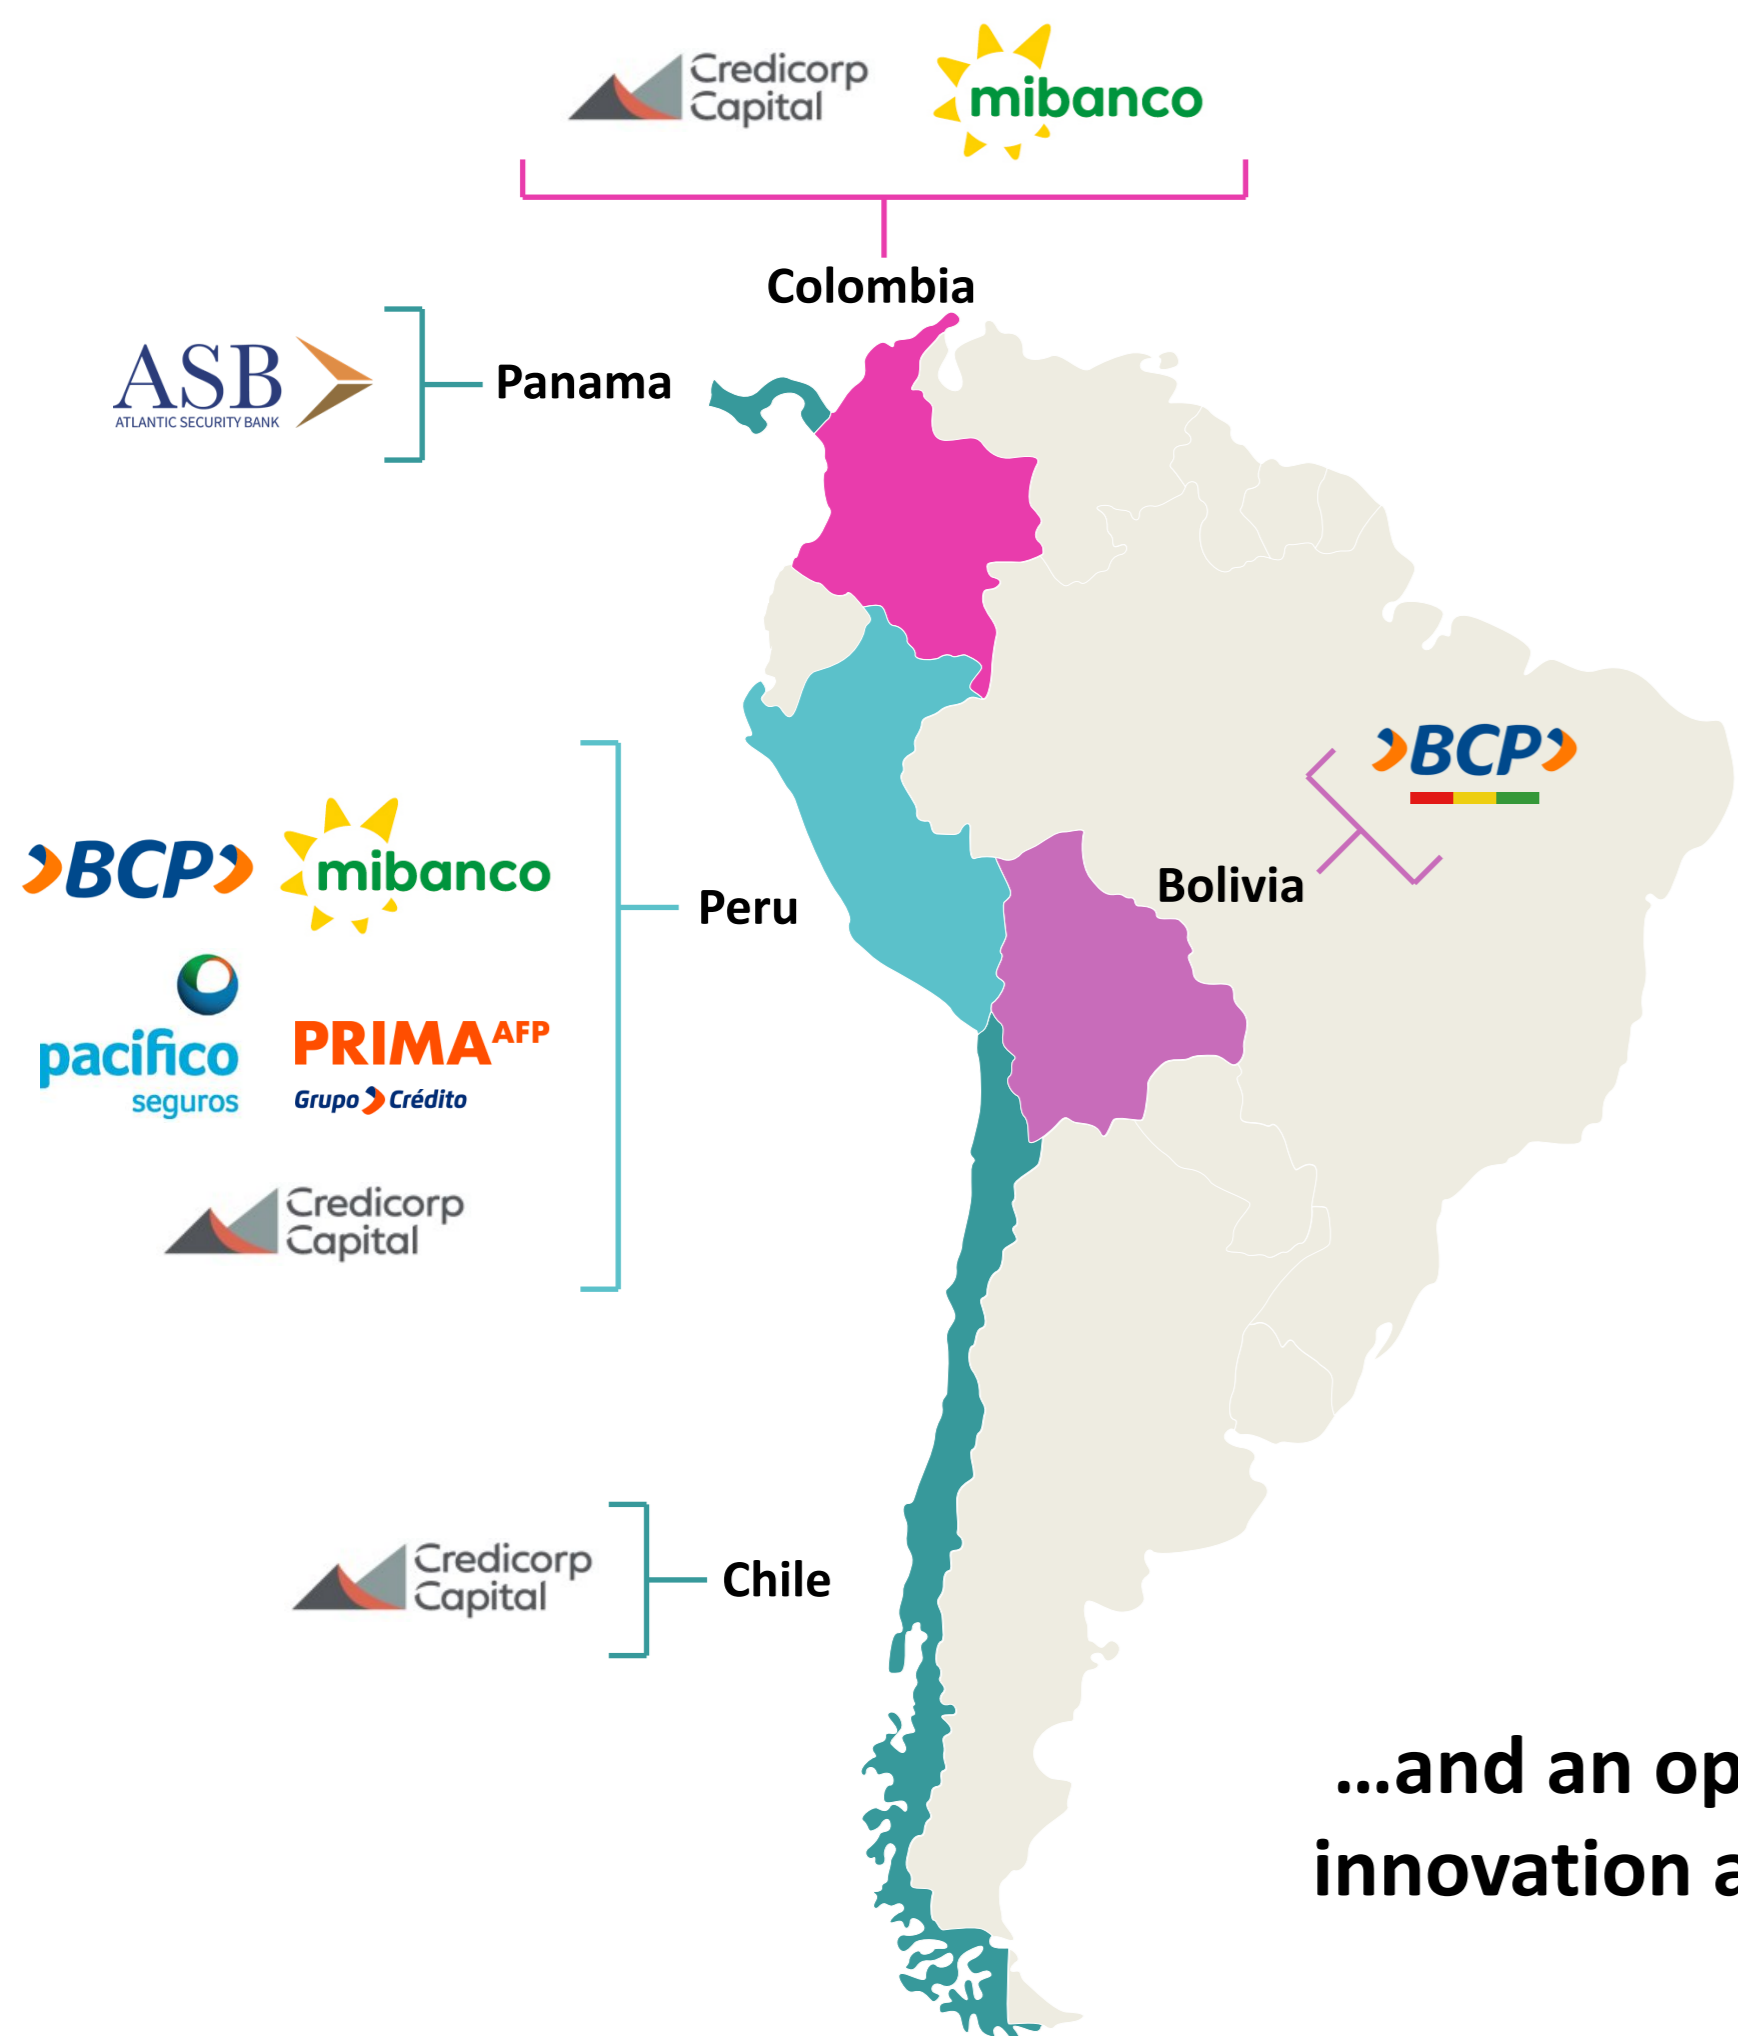 Credicorp
Capital
mibanco
Colombia
ASB
ATLANTIC SECURITY BANK
Panama
BCP
Bolivia
BCP
mibanco
Peru
pacifico
seguros
PRIMA AFP
Grupo Crédito
Credicorp
Capital
Credicorp
Capital
Chile
...and an op
innovation a